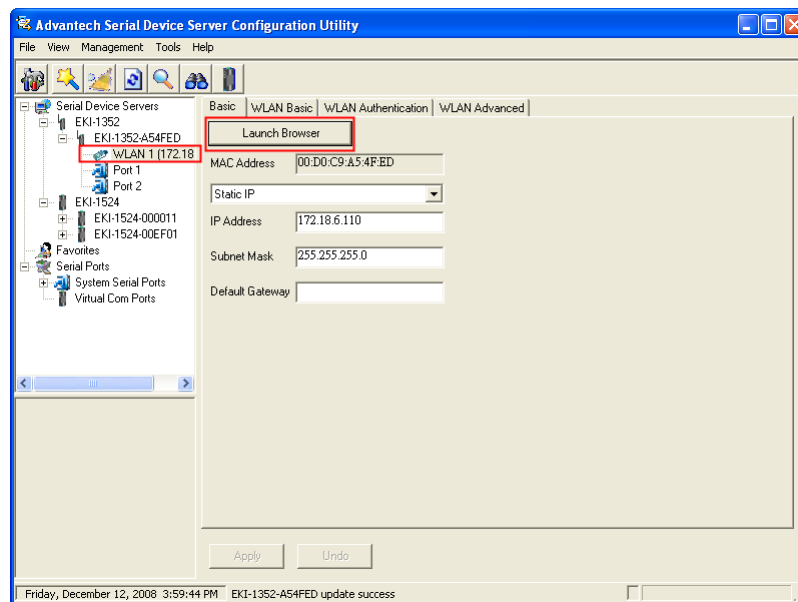 Advantech Serial Device Server Configuration Utility
File View Management Tools Help
Serial Device Servers
EKI-1352
EKI-1352-A54FED
WLAN 1 (172.18
Port 1
Port 2
EKI-1524
EKI-1524-000011
EKI-1524-00EF01
Favorites
Serial Ports
System Serial Ports
Virtual Com Ports
Basic WLAN Basic WLAN Authentication WLAN Advanced
Launch Browser
MAC Address 00:D0:C9:A5:4F:ED
Static IP
IP Address 172.18.6.110
Subnet Mask 255.255.255.0
Default Gateway
Apply Undo
Friday, December 12, 2008 3:59:44 PM EKI-1352-A54FED update success